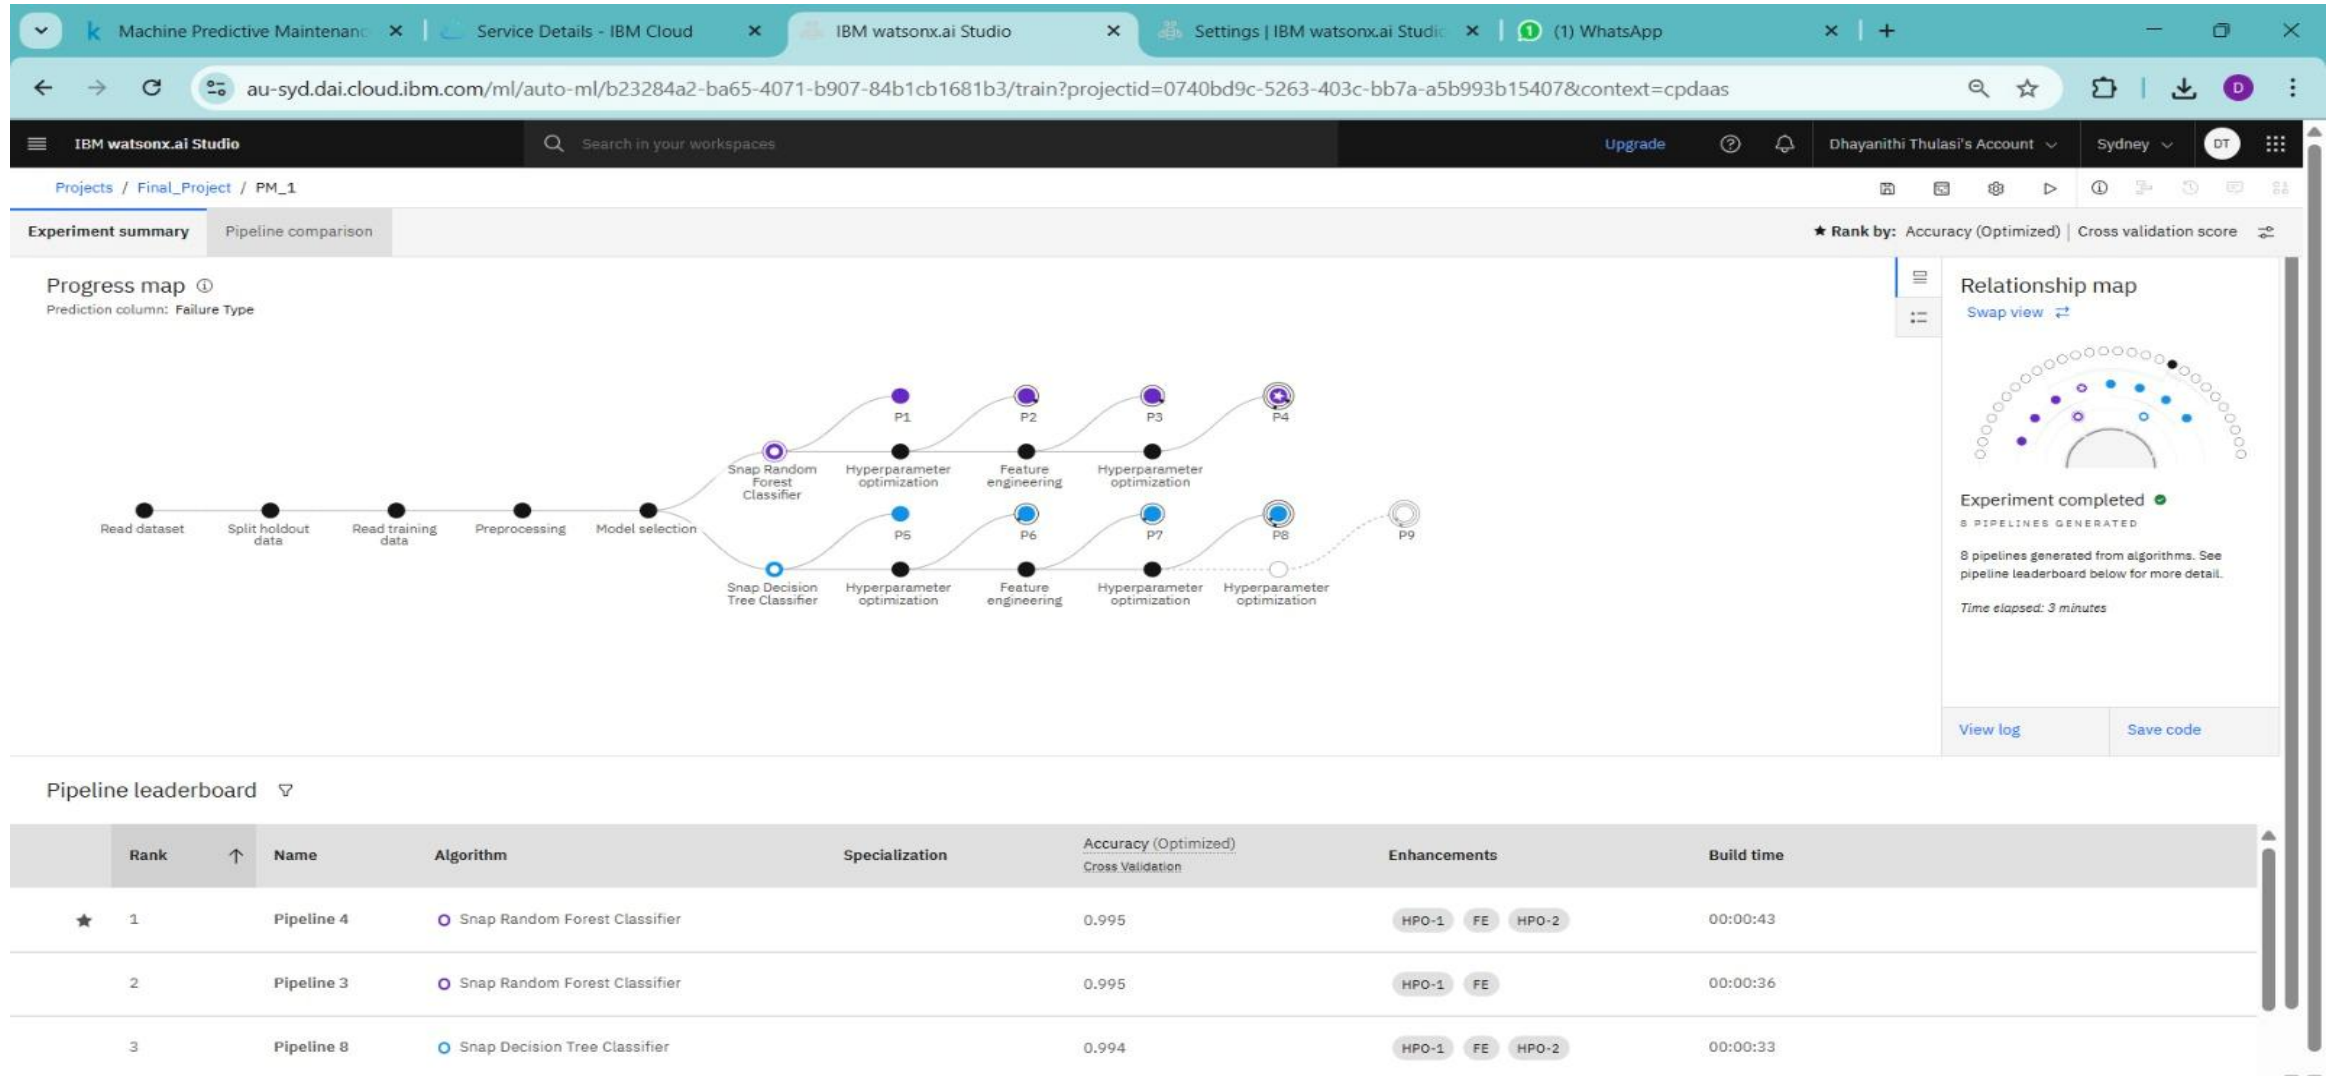 Machine Predictive Maintenanc
Service Details - IBM Cloud
IBM watsonx.ai Studio
Settings | IBM watsonx.ai Studio
(1) WhatsApp
au-syd.dai.cloud.ibm.com/ml/auto-ml/b23284a2-ba65-4071-b907-84b1cb1681b3/train?projectid=0740bd9c-5263-403c-bb7a-a5b993b15407&context=cpdaas
D
IBM watsonx.ai Studio
Search in your workspaces
Upgrade
Dhayanithi Thulasi's Account
Sydney
DT
Projects / Final_Project / PM_1
Experiment summary
Pipeline comparison
Rank by: Accuracy (Optimized) | Cross validation score
Progress map
Prediction column: Failure Type
P1
P2
P3
P4
Snap Random
Forest
Classifier
Hyperparameter
optimization
Feature
engineering
Hyperparameter
optimization
Read dataset
Split holdout
data
Read training
data
Preprocessing
Model selection
P5
P6
P7
P8
P9
Snap Decision
Tree Classifier
Hyperparameter
optimization
Feature
engineering
Hyperparameter
optimization
Hyperparameter
optimization
Relationship map
Swap view
Experiment completed
8 PIPELINES GENERATED
8 pipelines generated from algorithms. See
pipeline leaderboard below for more detail.
Time elapsed: 3 minutes
View log
Save code
Pipeline leaderboard
Rank
Name
Algorithm
Specialization
Accuracy (Optimized)
Cross Validation
Enhancements
Build time
1 Pipeline 4 Snap Random Forest Classifier 0.995 HPO-1 FE HPO-2 00:00:43
2 Pipeline 3 Snap Random Forest Classifier 0.995 HPO-1 FE 00:00:36
3 Pipeline 8 Snap Decision Tree Classifier 0.994 HPO-1 FE HPO-2 00:00:33